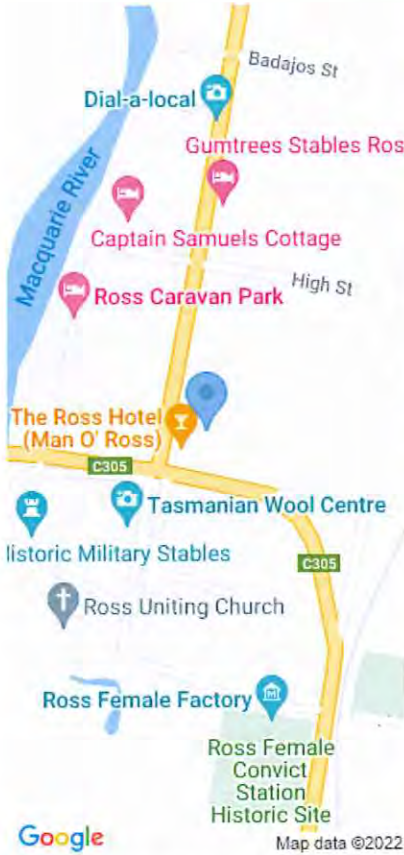 Badajos St
Dial-a-local
Gumtrees Stables Ros
Macquarie River
Captain Samuels Cottage
High St
Ross Caravan Park
The Ross Hotel
(Man O' Ross)
C305
Tasmanian Wool Centre
Historic Military Stables
C305
Ross Uniting Church
Ross Female Factory
Ross Female
Convict
Station
Historic Site
Google
Map data ©2022